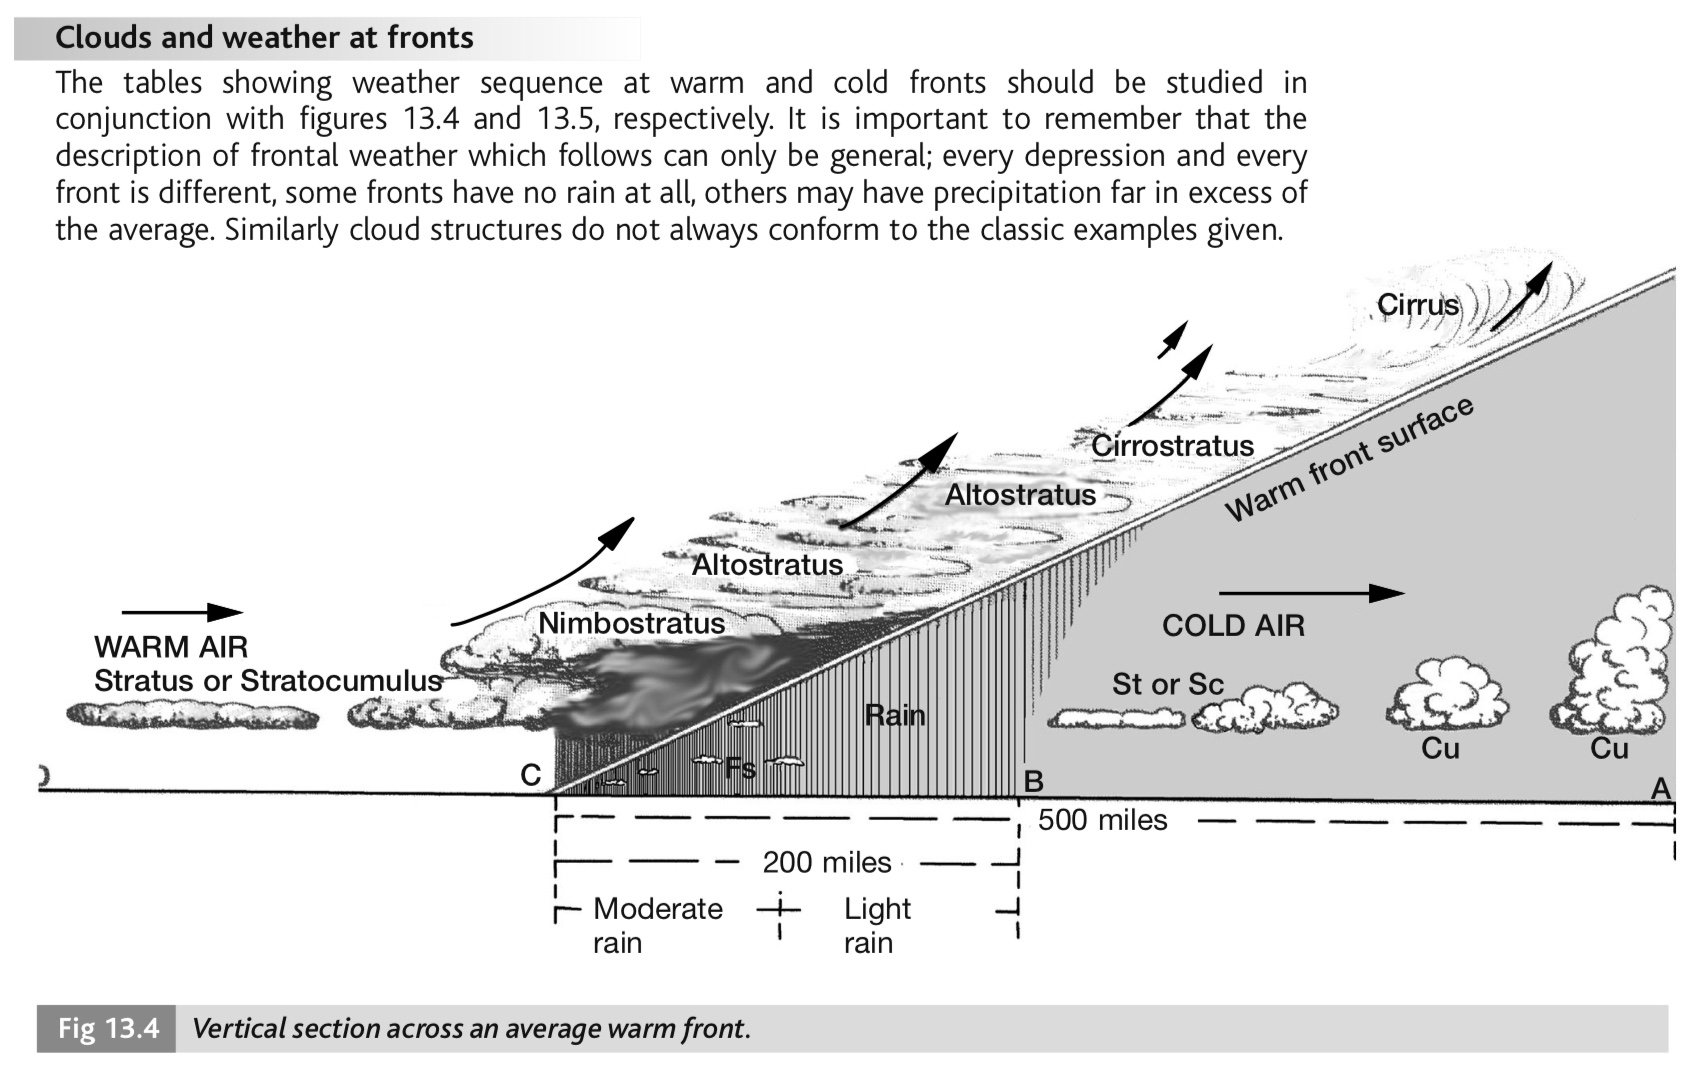 Clouds and weather at fronts
The tables showing weather sequence at warm and cold fronts should be studied in
conjunction with figures 13.4 and 13.5, respectively. It is important to remember that the
description of frontal weather which follows can only be general; every depression and every
front is different, some fronts have no rain at all, others may have precipitation far in excess of
the average. Similarly cloud structures do not always conform to the classic examples given.
Cirrus
Cirrostratus
Warm front surface
Altostratus
Altostratus
Nimbostratus
WARM AIR
Stratus or Stratocumulus
COLD AIR
St or Sc
Rain
Cu
Cu
Fs
C
B
A
500 miles
200 miles
Moderate
rain
Light
rain
Fig 13.4 Vertical section across an average warm front.